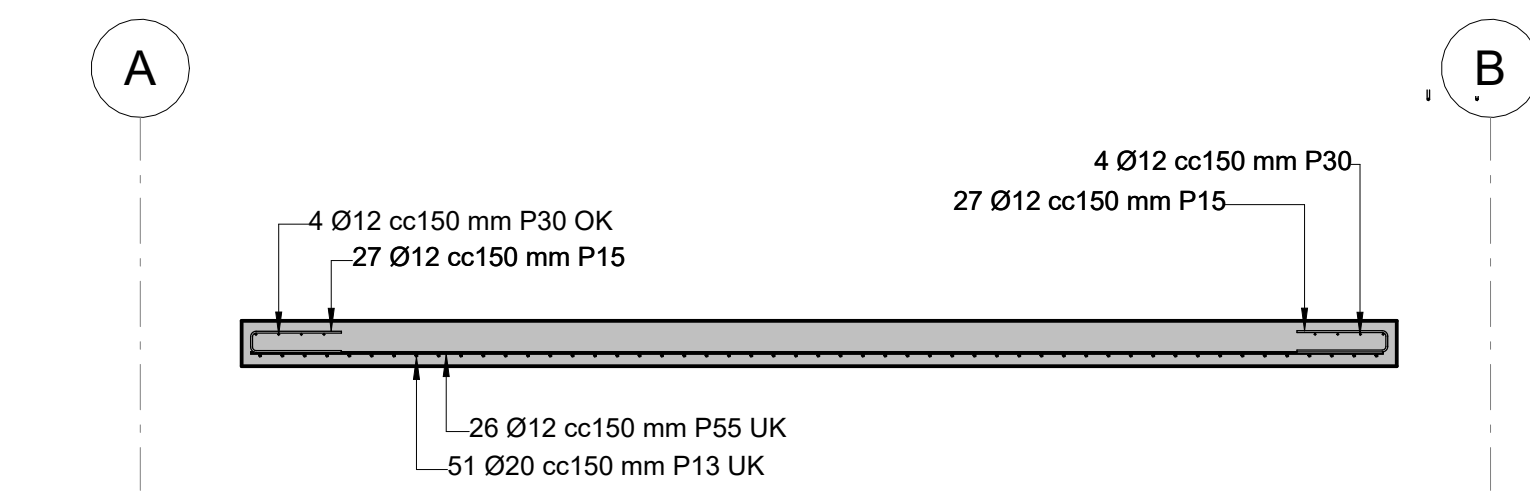 A
B
4 Ø12 cc150 mm P30
27 Ø12 cc150 mm P15
4 Ø12 cc150 mm P30 OK
27 Ø12 cc150 mm P15
26 Ø12 cc150 mm P55 UK
51 Ø20 cc150 mm P13 UK